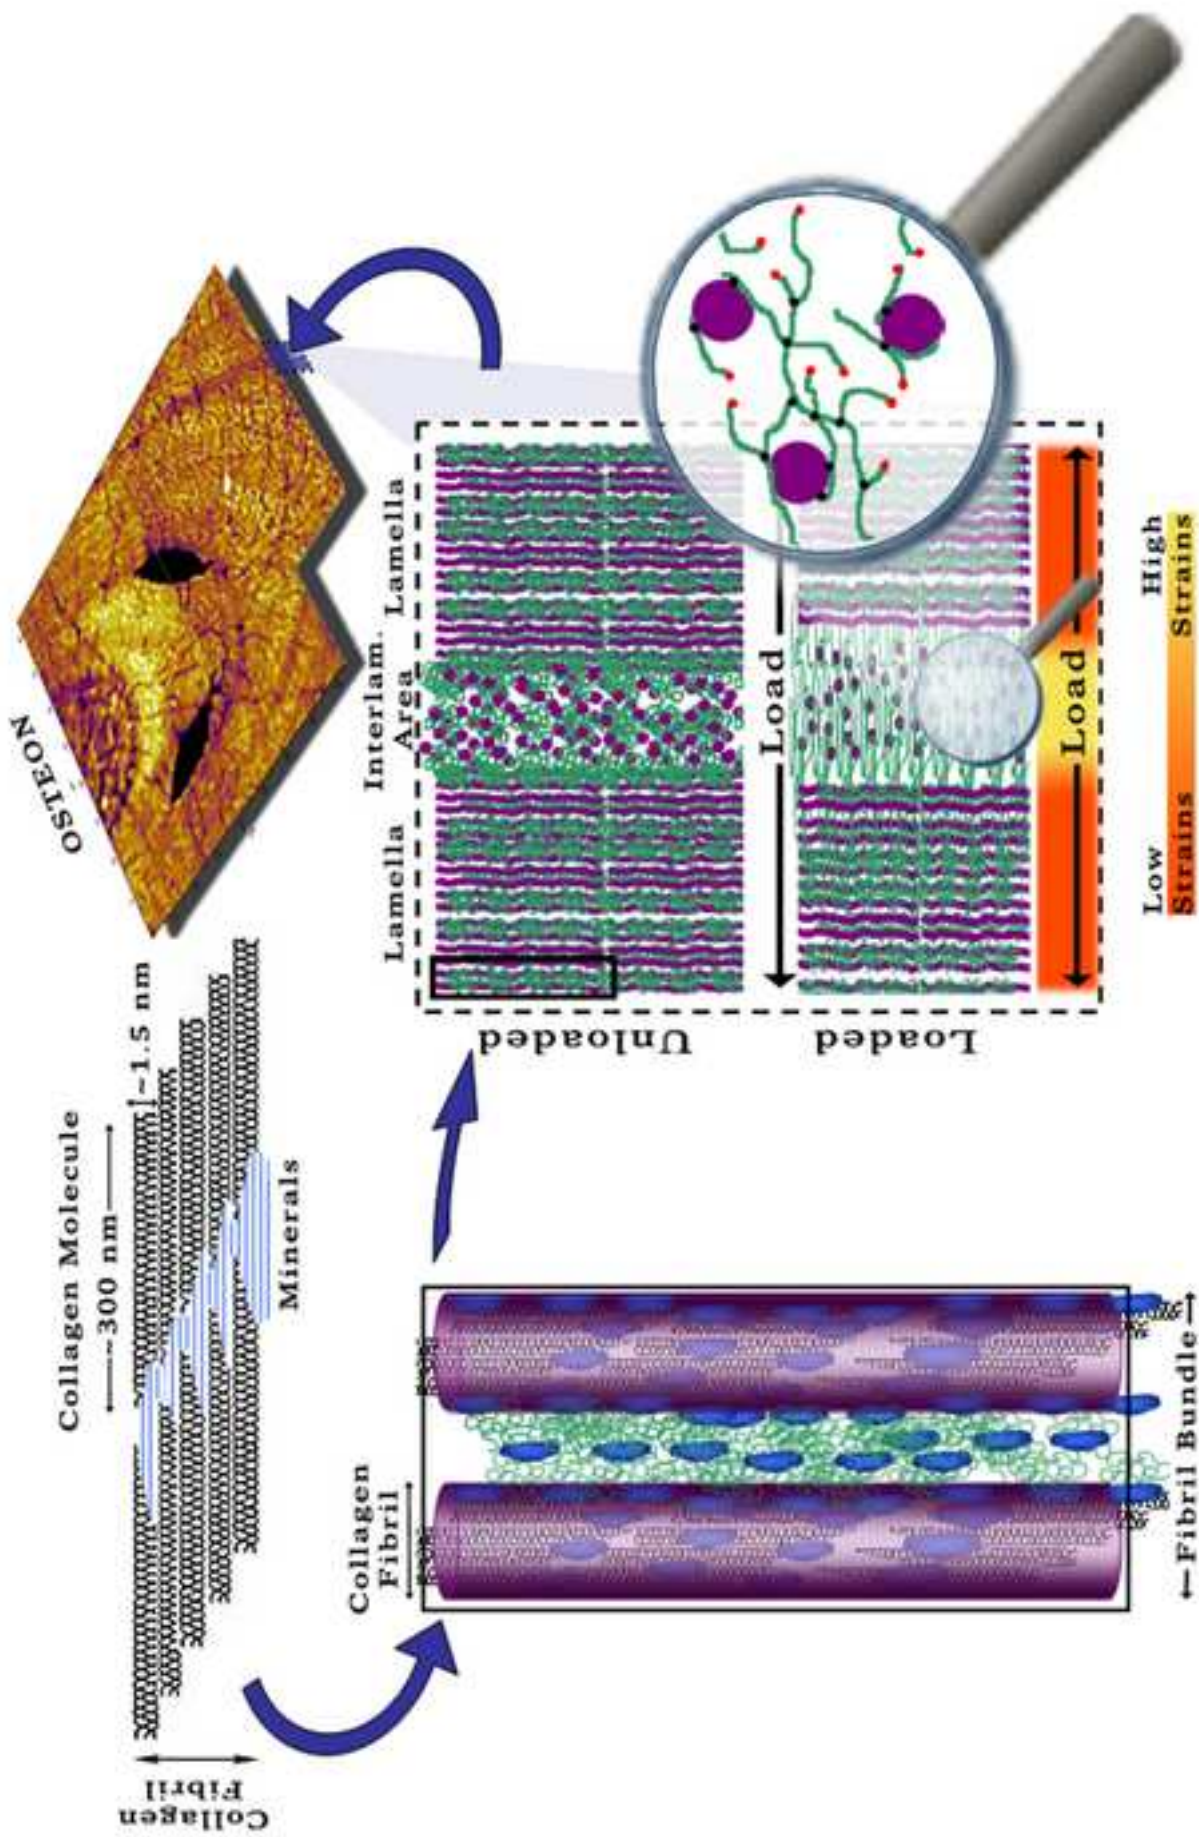 Collagen Molecule
300 nm
~1.5 nm
Collagen
Fibril
Minerals
OSTEON
Collagen
Fibril
Fibril Bundle
Lamella
Interlam.
Area
Lamella
Unloaded
Load
Loaded
Load
Low
Strains
High
Strains